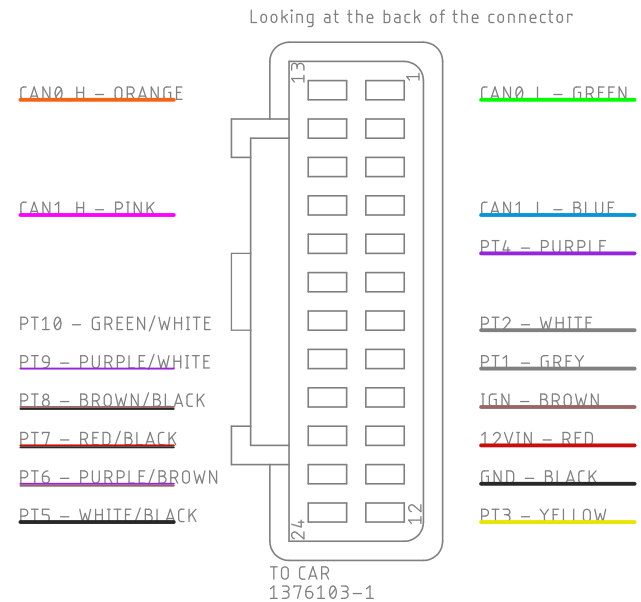 Looking at the back of the connector
13
1
CAN0 H – ORANGE
CAN0 L – GREEN
CAN1 H – PINK
CAN1 L – BLUE
PT4 – PURPLE
PT10 – GREEN/WHITE
PT2 – WHITE
PT9 – PURPLE/WHITE
PT1 – GREY
PT8 – BROWN/BLACK
IGN – BROWN
PT7 – RED/BLACK
12VIN – RED
PT6 – PURPLE/BROWN
GND – BLACK
PT5 – WHITE/BLACK
PT3 – YELLOW
24
12
TO CAR
1376103–1